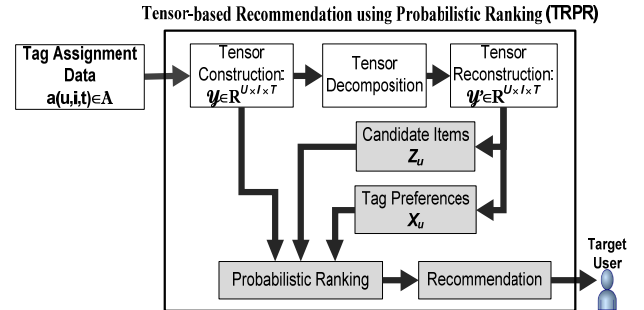 Tensor-based Recommendation using Probabilistic Ranking (TRPR)
Tag Assignment
Data
a(u,i,t)∈A
Tensor
Construction:
𝒴∈R^{U×I×T}
Tensor
Decomposition
Tensor
Reconstruction:
𝒴'∈R^{U×I×T}
Candidate Items
Z_u
Tag Preferences
X_u
Probabilistic Ranking
Recommendation
Target
User